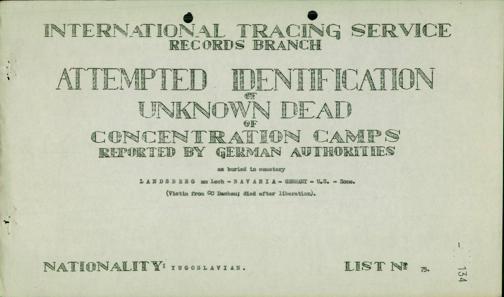 INTERNATIONAL TRACING SERVICE
RECORDS BRANCH
ATTEMPTED IDENTIFICATION
OF
UNKNOWN DEAD
OF
CONCENTRATION CAMPS
REPORTED BY GERMAN AUTHORITIES
as buried in cemetery
LANDSBERG am Lech - BAVARIA - GERMANY - U.S. - Zone.
(Victim from CC Dachau; died after liberation).
NATIONALITY: YUGOSLAVIAN.
LIST Nº 75.
134